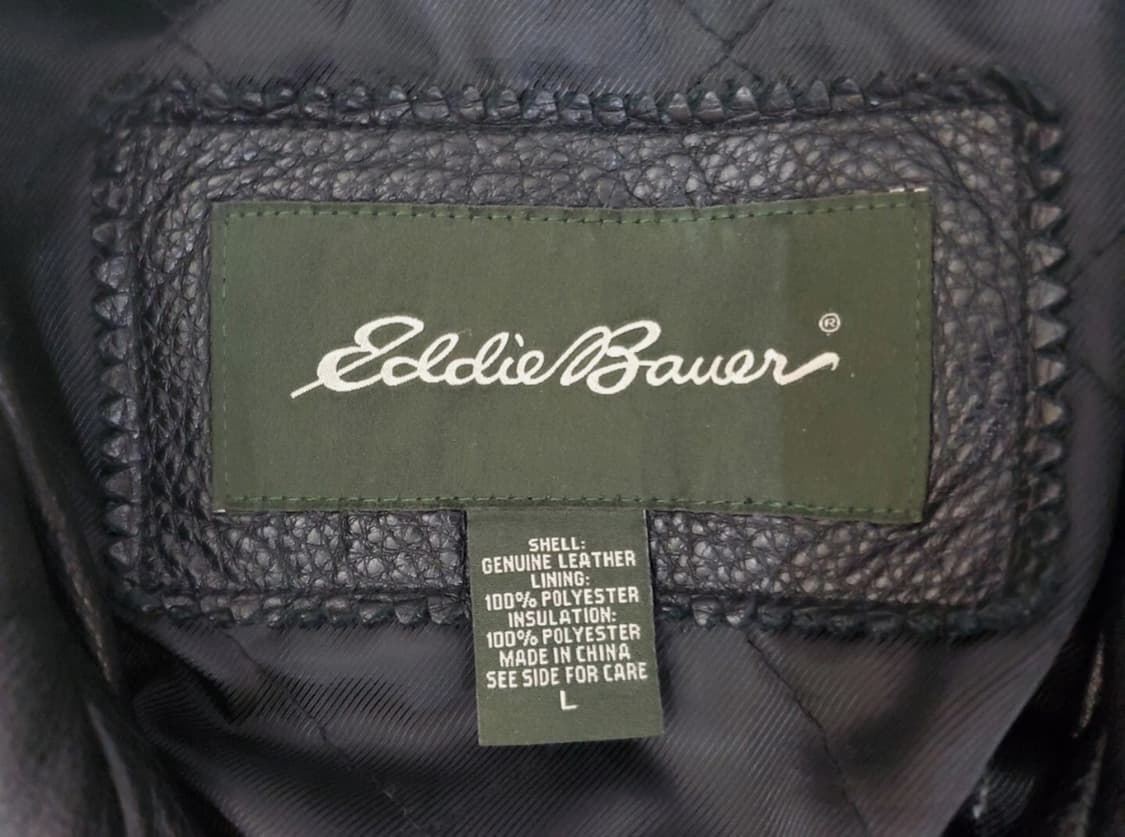 Eddie Bauer ®
SHELL:
GENUINE LEATHER
LINING:
100% POLYESTER
INSULATION:
100% POLYESTER
MADE IN CHINA
SEE SIDE FOR CARE
L